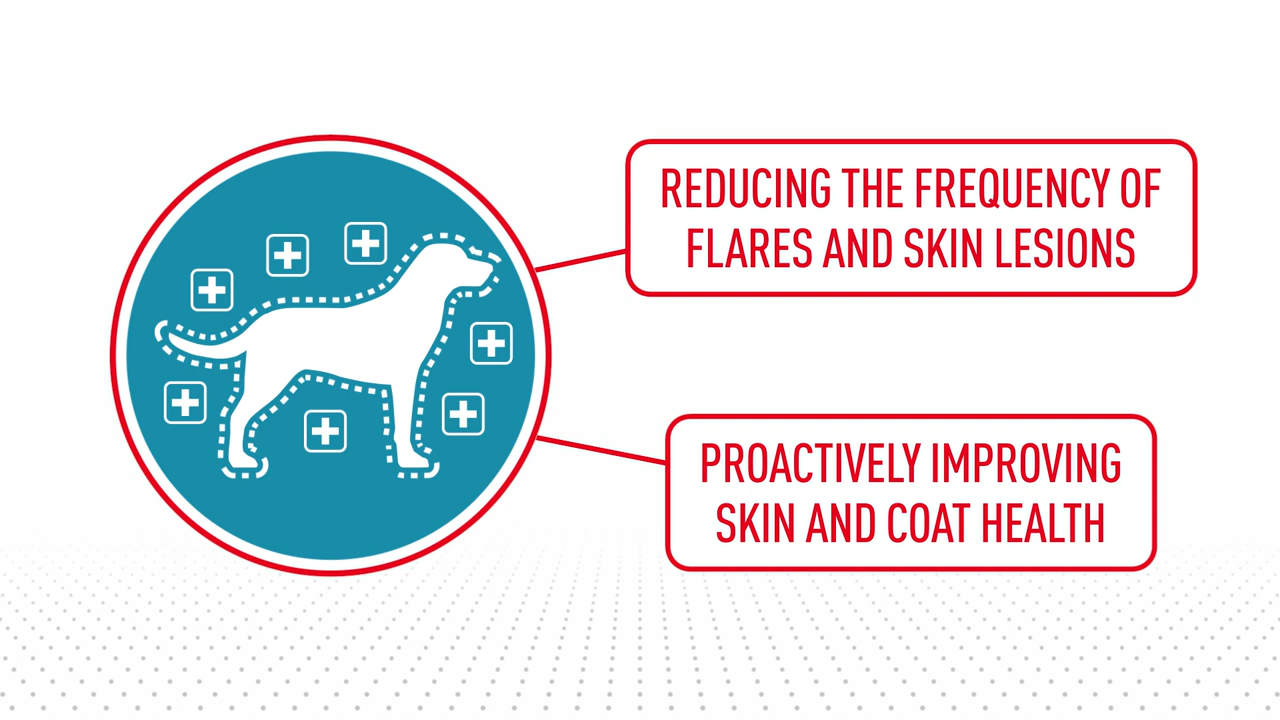 REDUCING THE FREQUENCY OF
FLARES AND SKIN LESIONS
PROACTIVELY IMPROVING
SKIN AND COAT HEALTH